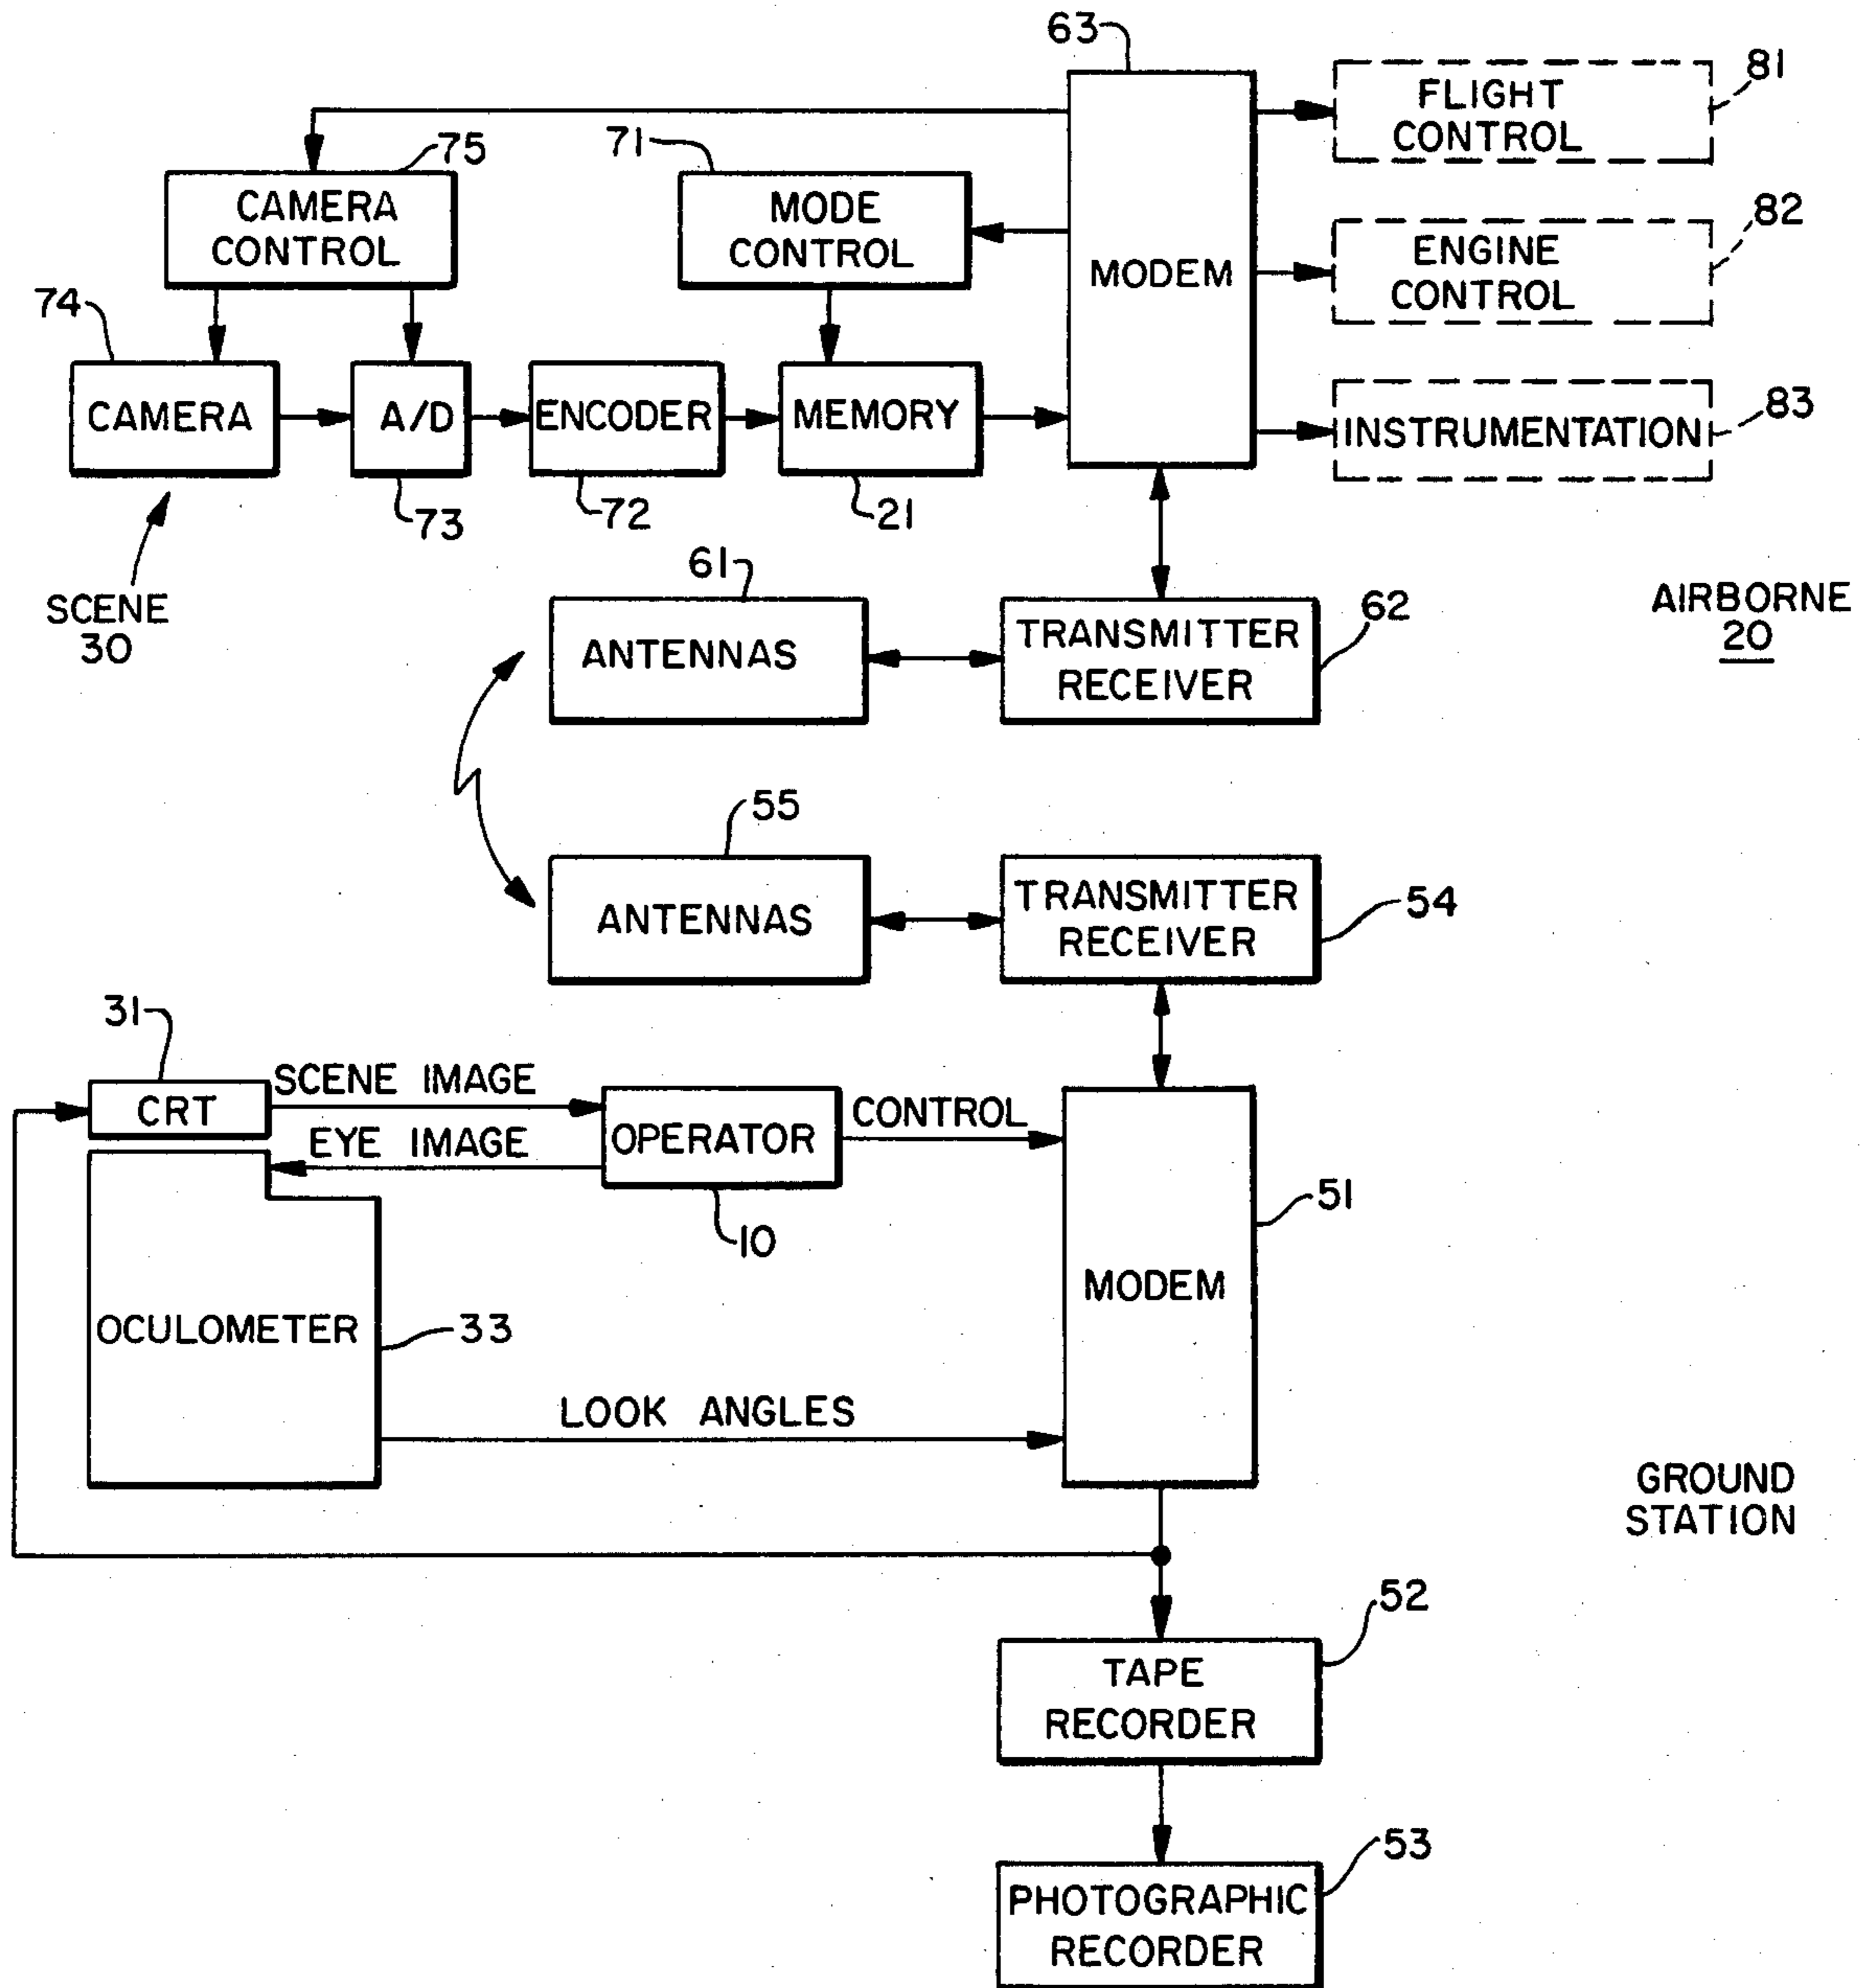 63
81
FLIGHT
CONTROL
75
71
CAMERA
CONTROL
MODE
CONTROL
MODEM
82
ENGINE
CONTROL
74
CAMERA
A/D
ENCODER
MEMORY
83
INSTRUMENTATION
73
72
21
SCENE
30
61
ANTENNAS
62
TRANSMITTER
RECEIVER
AIRBORNE
20
55
ANTENNAS
TRANSMITTER
RECEIVER
54
31
CRT
SCENE IMAGE
EYE IMAGE
OPERATOR
CONTROL
10
51
MODEM
OCULOMETER
33
LOOK ANGLES
GROUND
STATION
52
TAPE
RECORDER
53
PHOTOGRAPHIC
RECORDER